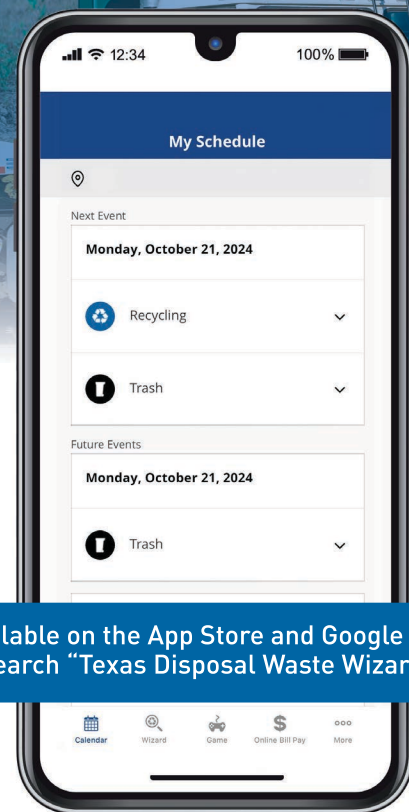 12:34
100%
My Schedule
Next Event
Monday, October 21, 2024
Recycling
Trash
Future Events
Monday, October 21, 2024
Trash
lable on the App Store and Google
earch “Texas Disposal Waste Wizar
Calendar
Wizard
Game
Online Bill Pay
More